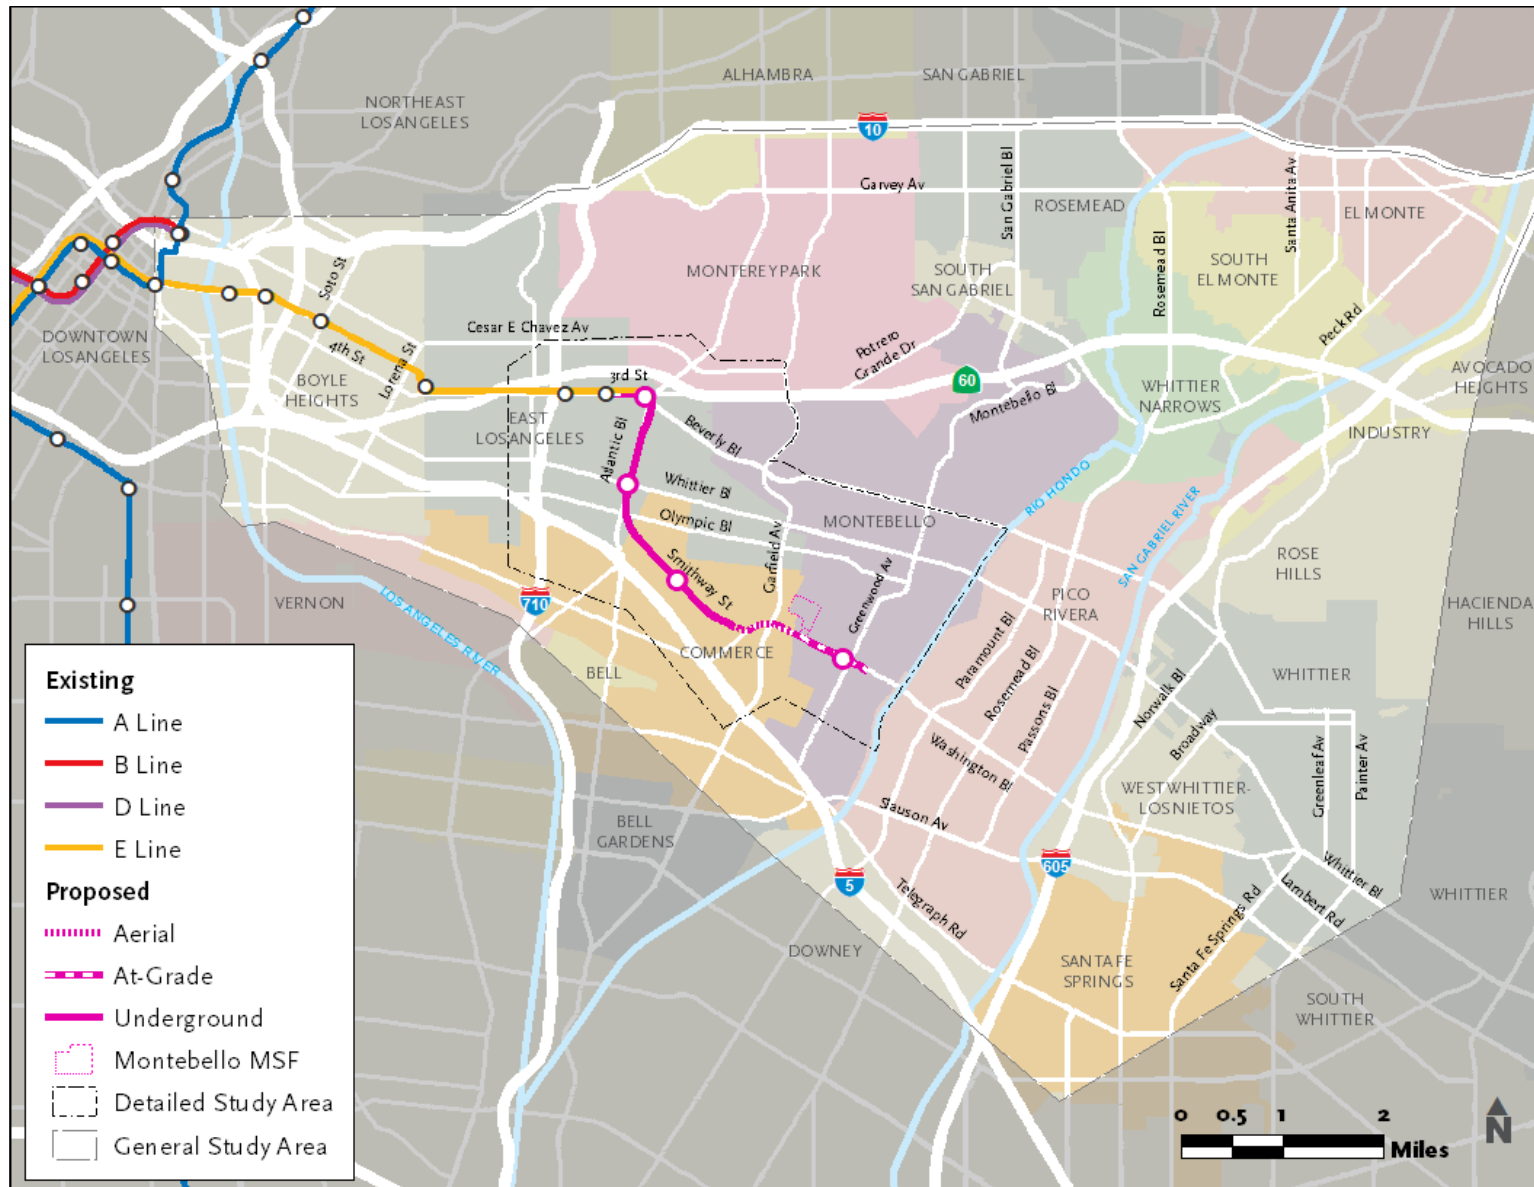 ALHAMBRA
SAN GABRIEL
NORTHEAST
LOS ANGELES
10
Garvey Av
San Gabriel Bl
ROSEMEAD
Santa Anita Av
EL MONTE
MONTEREY PARK
SOUTH
SAN GABRIEL
Rosemead Bl
SOUTH
EL MONTE
Soto St
Peck Rd
DOWNTOWN
LOS ANGELES
Cesar E Chavez Av
4th St
Lorena St
BOYLE
HEIGHTS
3rd St
Potrero
Grande Dr
60
Montebello Bl
WHITTIER
NARROWS
AVOCADO
HEIGHTS
EAST
LOS ANGELES
Atlantic Bl
Beverly Bl
INDUSTRY
Whittier Bl
Olympic Bl
MONTEBELLO
RIO HONDO
SAN GABRIEL RIVER
Garfield Av
Smithway St
Greenwood Av
ROSE
HILLS
VERNON
LOS ANGELES RIVER
710
PICO
RIVERA
HACIENDA
HILLS
COMMERCE
BELL
Paramount Bl
Rosemead Bl
Passons Bl
Norwalk Bl
Broadway
WHITTIER
Washington Bl
Greenleaf Av
Painter Av
WEST WHITTIER-
LOS NIETOS
Slauson Av
BELL
GARDENS
605
5
Whittier Bl
Lambert Rd
Telegraph Rd
Santa Fe Springs Rd
WHITTIER
DOWNEY
SANTA FE
SPRINGS
SOUTH
WHITTIER
Existing
A Line
B Line
D Line
E Line
Proposed
Aerial
At-Grade
Underground
Montebello MSF
Detailed Study Area
General Study Area
0 0.5 1 2
Miles
N